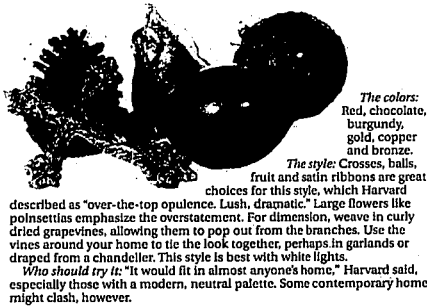 The colors:
Red, chocolate,
burgundy,
gold, copper
and bronze.
The style: Crosses, balls,
fruit and satin ribbons are great
choices for this style, which Harvard
described as "over-the-top opulence. Lush, dramatic." Large flowers like
poinsettias emphasize the overstatement. For dimension, weave in curly
dried grapevines, allowing them to pop out from the branches. Use the
vines around your home to tie the look together, perhaps in garlands or
draped from a chandelier. This style is best with white lights.
Who should try it: "It would fit in almost anyone's home," Harvard said,
especially those with a modern, neutral palette. Some contemporary home
might clash, however.